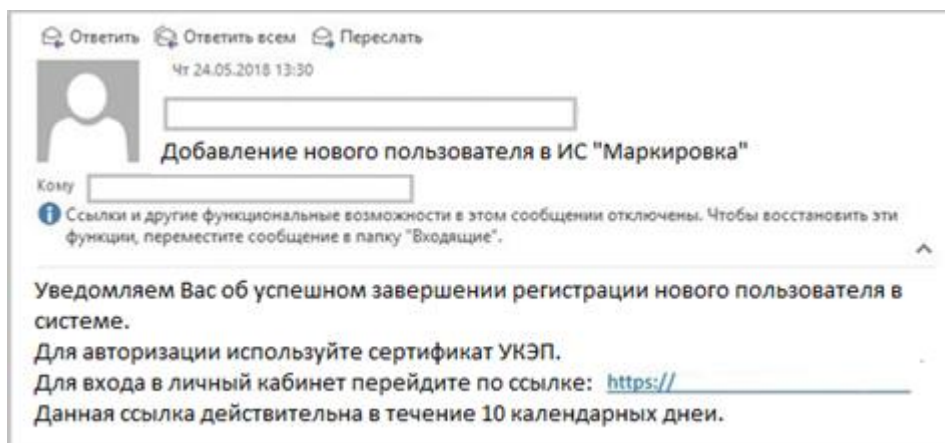 Ответить Ответить всем Переслать
Чт 24.05.2018 13:30
Добавление нового пользователя в ИС "Маркировка"
Кому
Ссылки и другие функциональные возможности в этом сообщении отключены. Чтобы восстановить эти
функции, переместите сообщение в папку "Входящие".
Уведомляем Вас об успешном завершении регистрации нового пользователя в
системе.
Для авторизации используйте сертификат УКЭП.
Для входа в личный кабинет перейдите по ссылке: https://
Данная ссылка действительна в течение 10 календарных днеи.